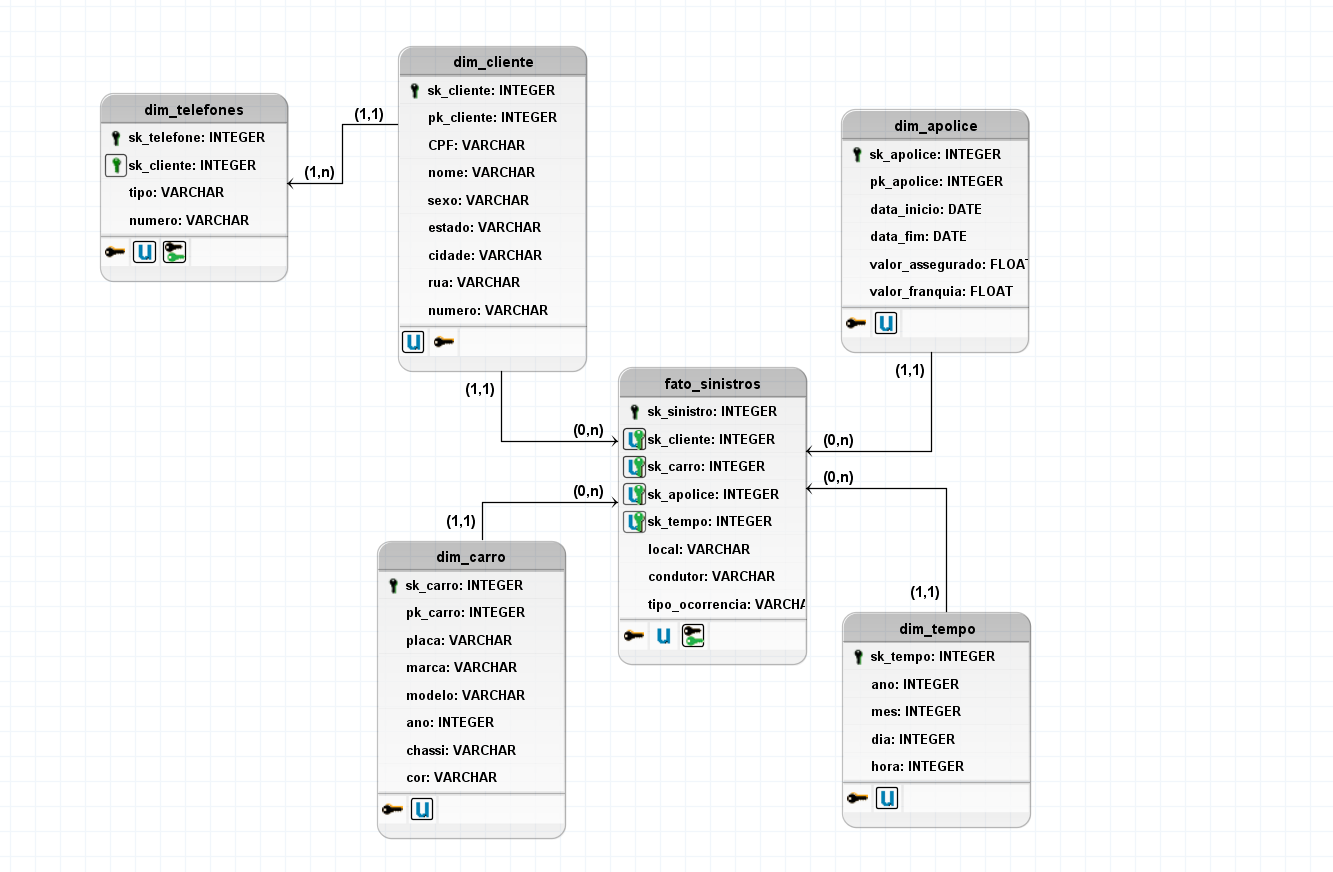 dim_telefones
sk_telefone: INTEGER
sk_cliente: INTEGER
tipo: VARCHAR
numero: VARCHAR
U
(1,1)
(1,n)
dim_cliente
sk_cliente: INTEGER
pk_cliente: INTEGER
CPF: VARCHAR
nome: VARCHAR
sexo: VARCHAR
estado: VARCHAR
cidade: VARCHAR
rua: VARCHAR
numero: VARCHAR
U
(1,1)
(0,n)
dim_apolice
sk_apolice: INTEGER
pk_apolice: INTEGER
data_inicio: DATE
data_fim: DATE
valor_assegurado: FLOAT
valor_franquia: FLOAT
U
(1,1)
(0,n)
fato_sinistros
sk_sinistro: INTEGER
U sk_cliente: INTEGER
U sk_carro: INTEGER
U sk_apolice: INTEGER
U sk_tempo: INTEGER
local: VARCHAR
condutor: VARCHAR
tipo_ocorrencia: VARCHA
U
(0,n)
(1,1)
dim_carro
sk_carro: INTEGER
pk_carro: INTEGER
placa: VARCHAR
marca: VARCHAR
modelo: VARCHAR
ano: INTEGER
chassi: VARCHAR
cor: VARCHAR
U
(0,n)
(1,1)
dim_tempo
sk_tempo: INTEGER
ano: INTEGER
mes: INTEGER
dia: INTEGER
hora: INTEGER
U